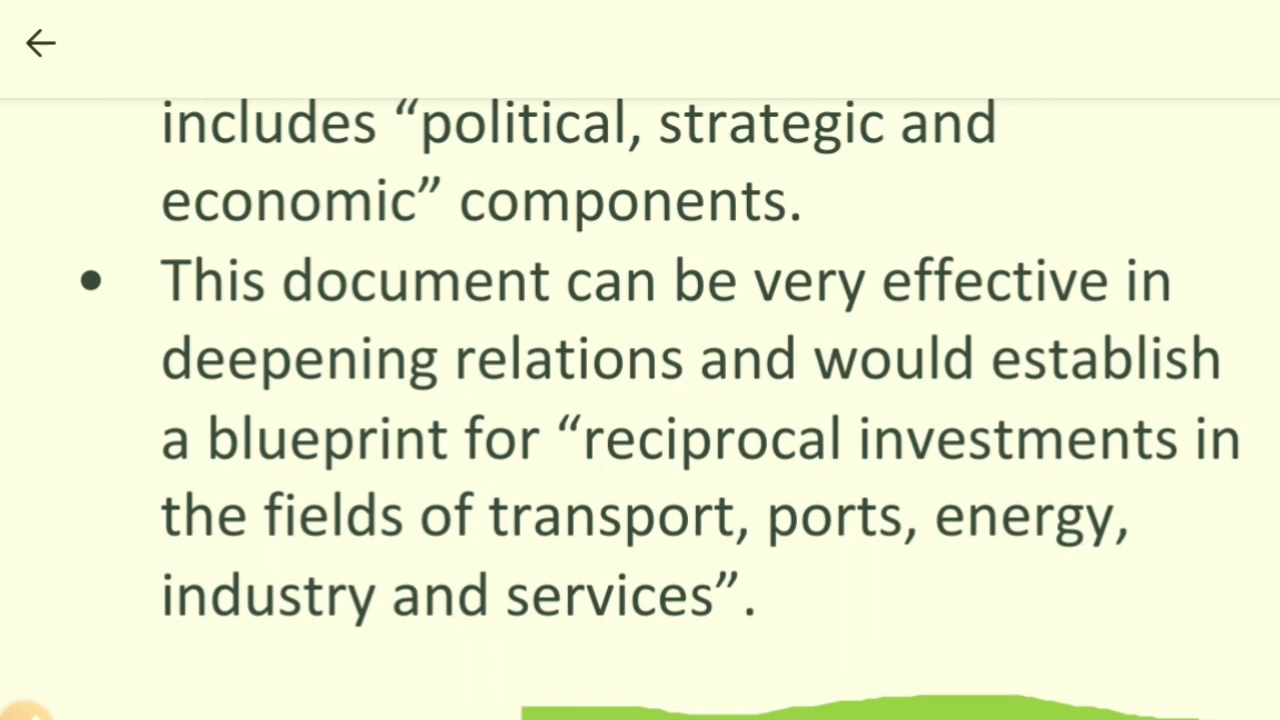 includes “political, strategic and
economic” components.
• This document can be very effective in
deepening relations and would establish
a blueprint for “reciprocal investments in
the fields of transport, ports, energy,
industry and services”.